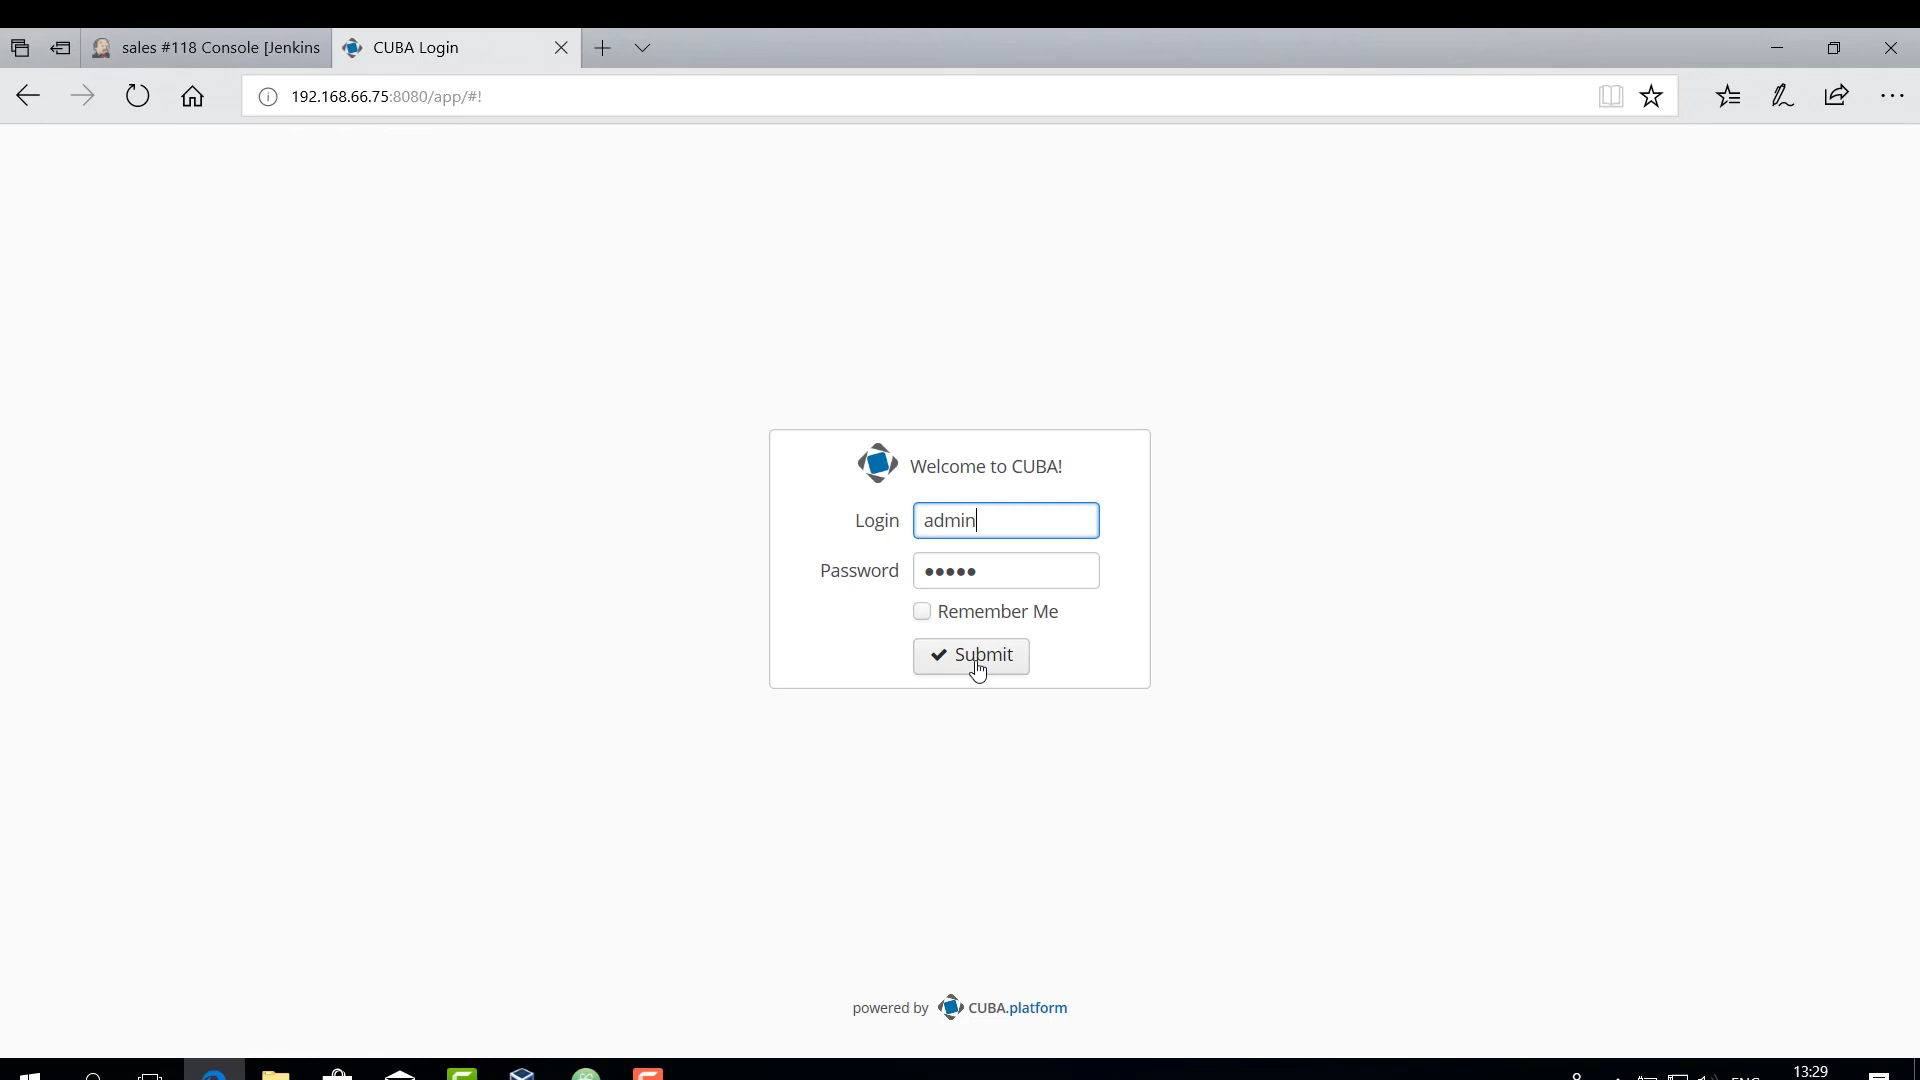 sales #118 Console [Jenkins
CUBA Login
192.168.66.75:8080/app/#!
Welcome to CUBA!
Login admin
Password •••••
Remember Me
Submit
powered by CUBA.platform
ENG
13:29